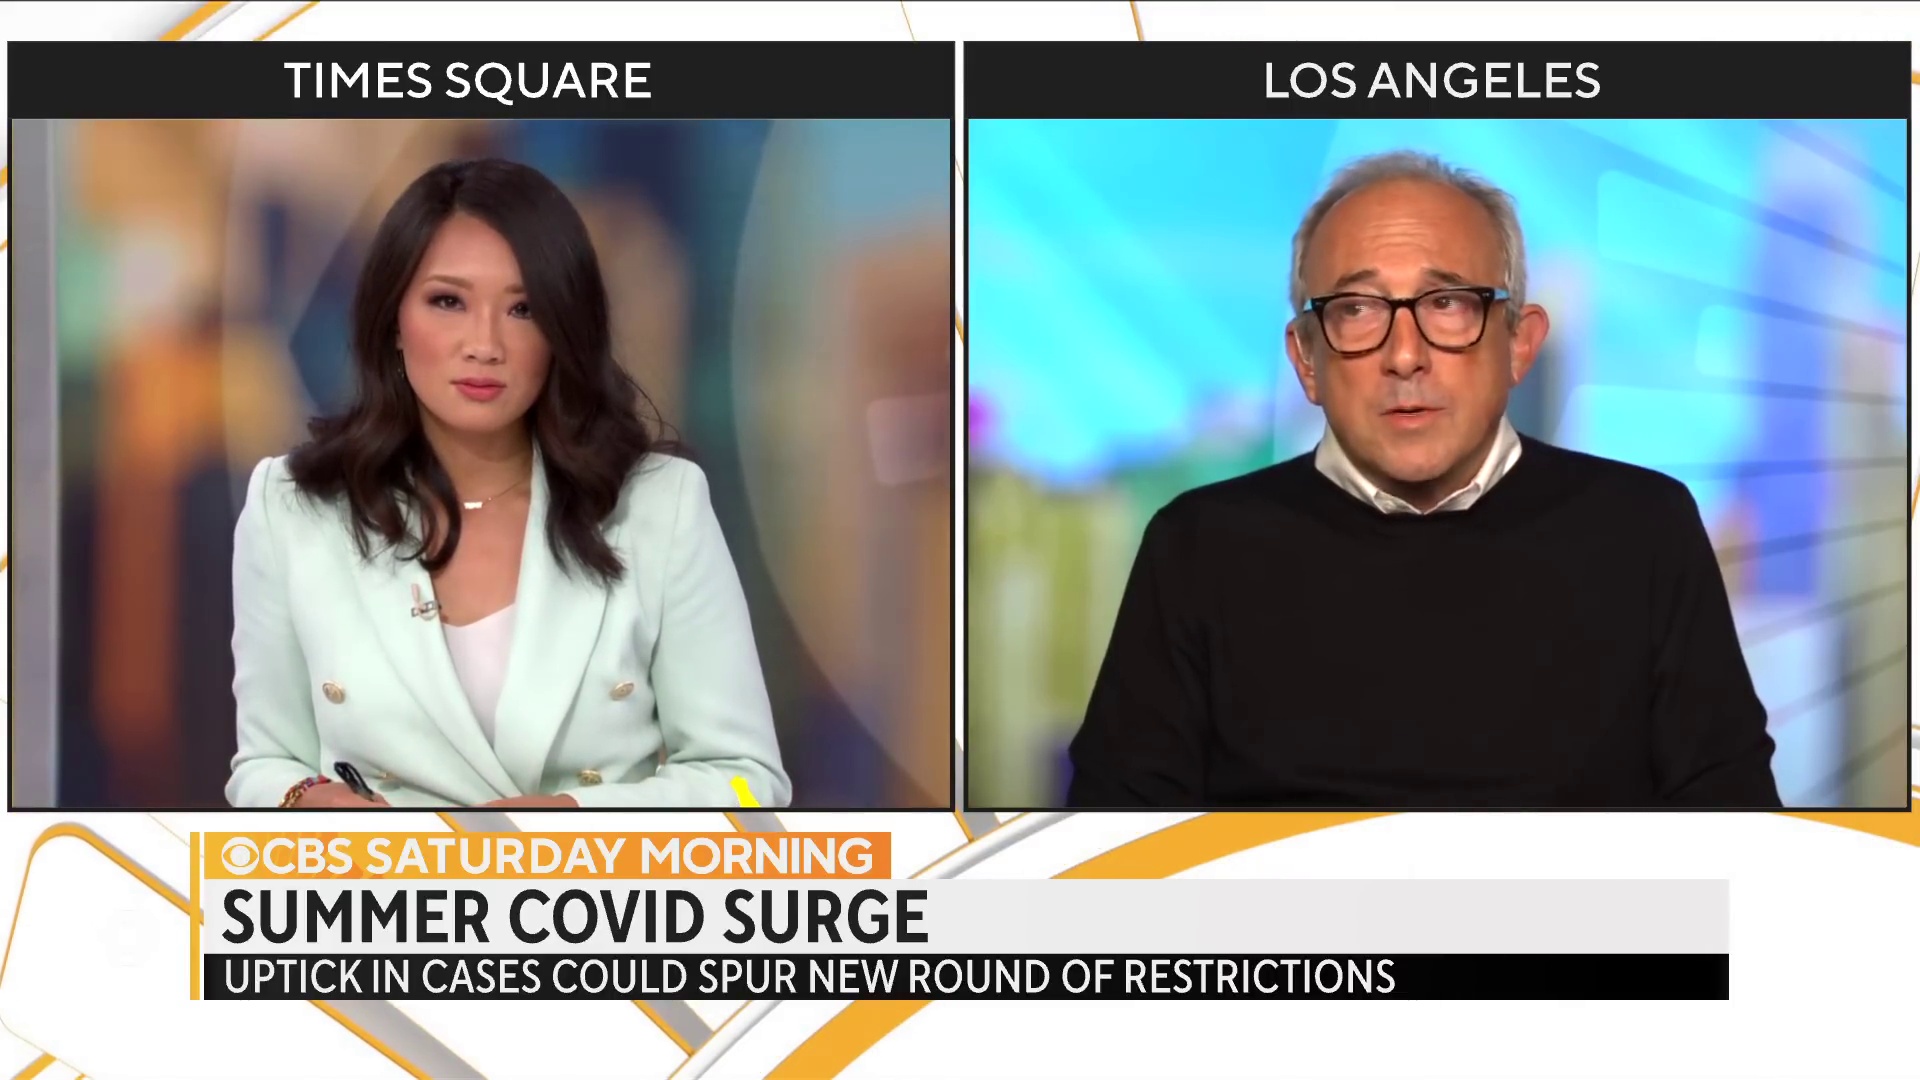 TIMES SQUARE
LOS ANGELES
CBS SATURDAY MORNING
SUMMER COVID SURGE
UPTICK IN CASES COULD SPUR NEW ROUND OF RESTRICTIONS